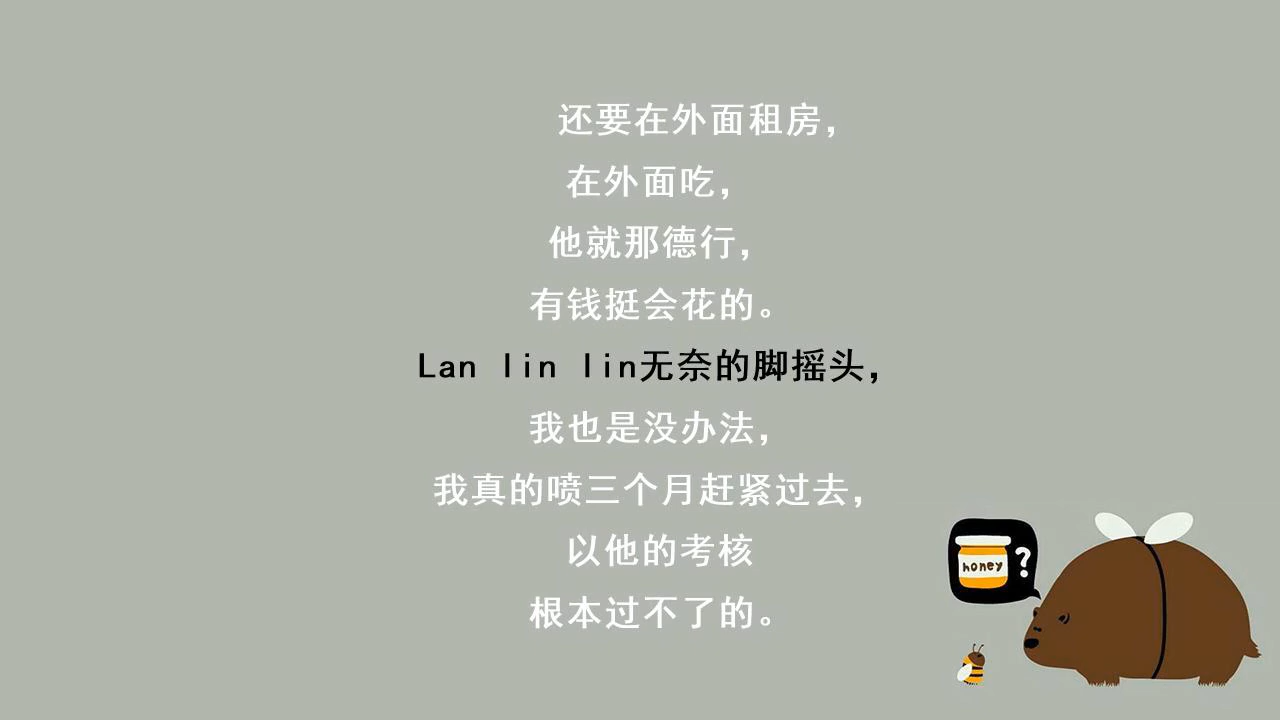 还要在外面租房，
在外面吃，
他就那德行，
有钱挺会花的。
Lan lin lin无奈的脚摇头，
我也是没办法，
我真的喷三个月赶紧过去，
以他的考核
根本过不了的。
honey
?